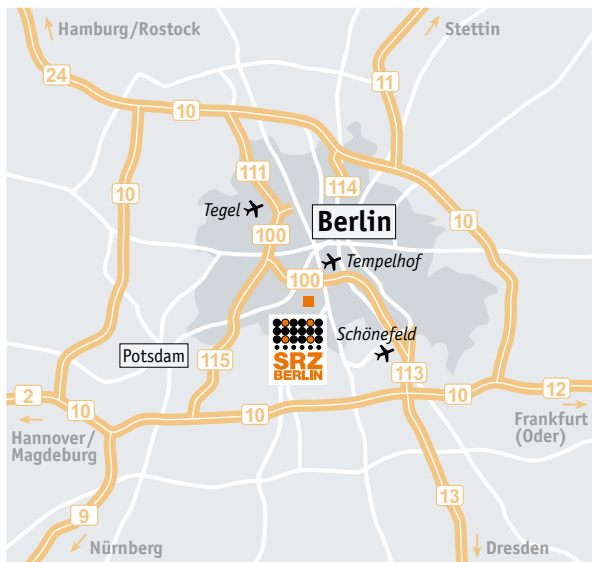 Hamburg/Rostock
Stettin
24
11
10
10
111
114
10
Tegel
Berlin
100
Tempelhof
100
Schönefeld
SRZ
BERLIN
Potsdam
115
113
2
10
10
10
12
Hannover/
Magdeburg
Frankfurt
(Oder)
13
9
Nürnberg
Dresden